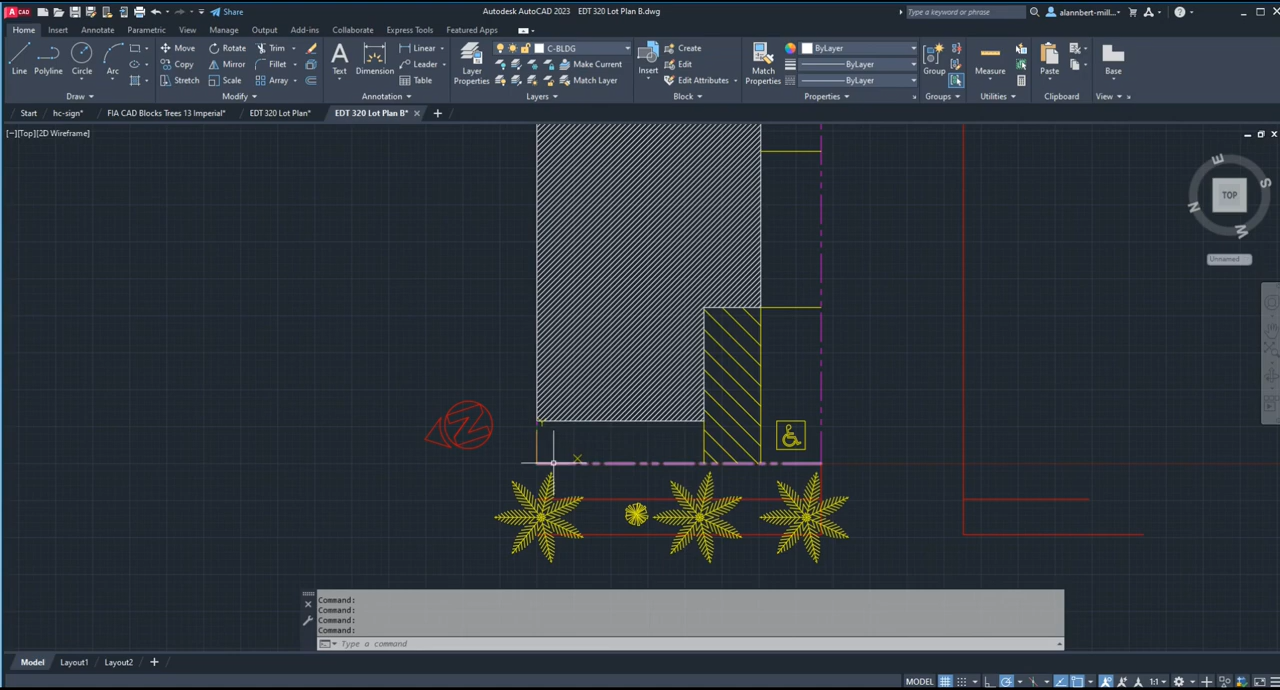 A CAD Share Autodesk AutoCAD 2023 EDT 320 Lot Plan B.dwg Type a keyword or phrase alannbert-mill...
Home Insert Annotate Parametric View Manage Output Add-ins Collaborate Express Tools Featured Apps
Line Polyline Circle Arc Move Rotate Trim Text Dimension Linear Layer Properties C-BLDG Insert Create Match Properties ByLayer Group Measure Paste Base
Copy Mirror Fillet Leader Make Current Edit ByLayer
Stretch Scale Array Table Match Layer Edit Attributes ByLayer
Draw Modify Annotation Layers Block Properties Groups Utilities Clipboard View
Start hc-sign* FIA CAD Blocks Trees 13 Imperial* EDT 320 Lot Plan* EDT 320 Lot Plan B*
[−][Top][2D Wireframe]
E
S
TOP
N
W
Unnamed
Z
Y
X
Command:
Command:
Command:
Command:
Type a command
Model Layout1 Layout2
MODEL 1:1